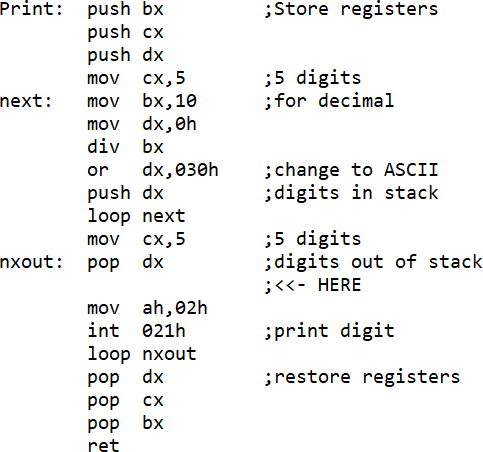 Print:  push bx         ;Store registers
        push cx
        push dx
        mov  cx,5       ;5 digits
next:   mov  bx,10      ;for decimal
        mov  dx,0h
        div  bx
        or   dx,030h    ;change to ASCII
        push dx         ;digits in stack
        loop next
        mov  cx,5       ;5 digits
nxout:  pop  dx         ;digits out of stack
                        ;<<- HERE
        mov  ah,02h
        int  021h       ;print digit
        loop nxout
        pop  dx         ;restore registers
        pop  cx
        pop  bx
        ret